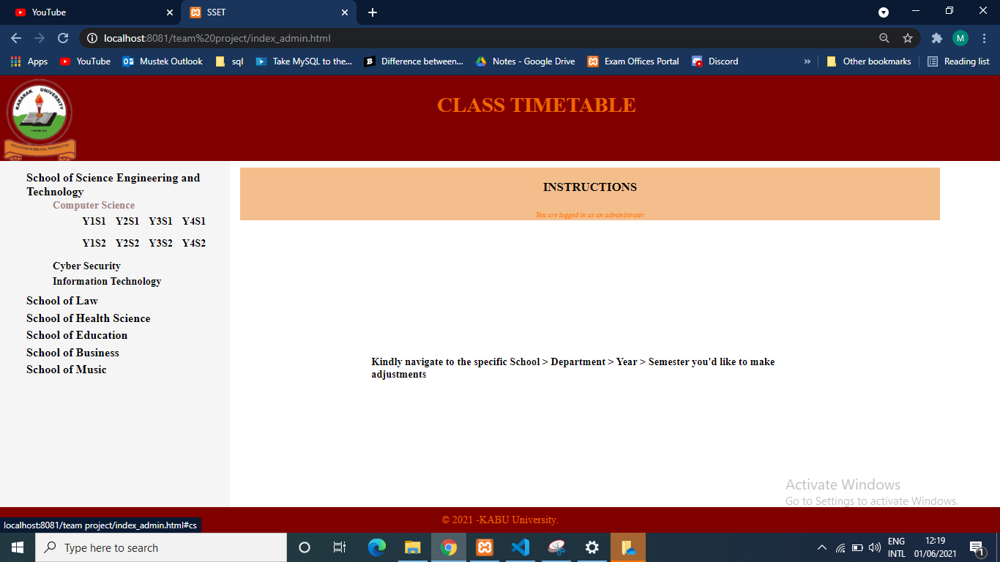 YouTube
SSET
localhost:8081/team%20project/index_admin.html
M
Apps
YouTube
Mustek Outlook
sql
Take MySQL to the...
Difference between...
Notes - Google Drive
Exam Offices Portal
Discord
»
Other bookmarks
Reading list
KABARAK UNIVERSITY
EDUCATION IN BIBLICAL PERSPECTIVE
CLASS TIMETABLE
School of Science Engineering and
Technology
Computer Science
Y1S1 Y2S1 Y3S1 Y4S1
Y1S2 Y2S2 Y3S2 Y4S2
Cyber Security
Information Technology
School of Law
School of Health Science
School of Education
School of Business
School of Music
INSTRUCTIONS
You are logged in as an administrator
Kindly navigate to the specific School > Department > Year > Semester you'd like to make
adjustments
Activate Windows
Go to Settings to activate Windows.
© 2021 -KABU University.
localhost:8081/team project/index_admin.html#cs
Type here to search
ENG
INTL
12:19
01/06/2021
1